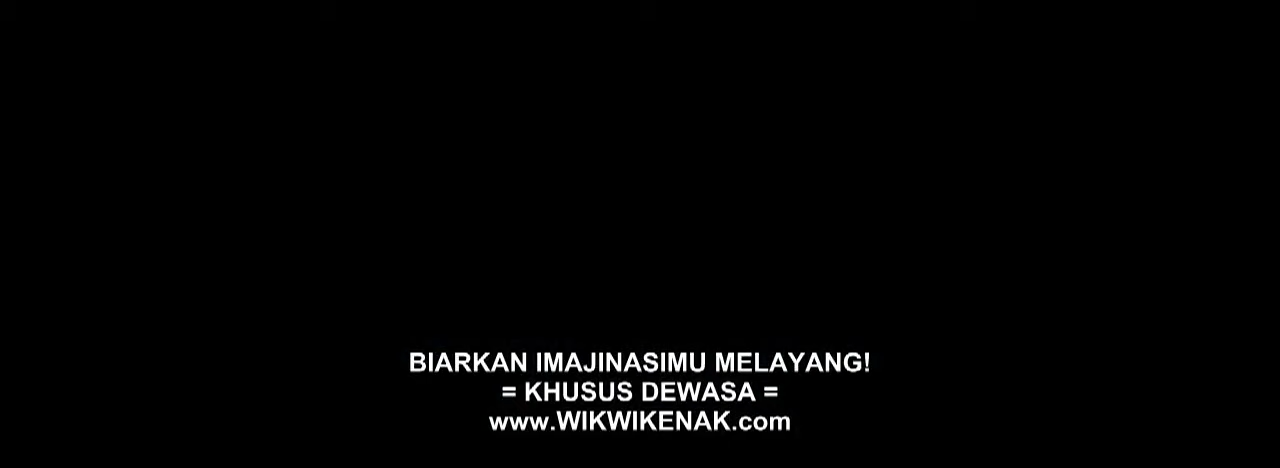 BIARKAN IMAJINASIMU MELAYANG!
= KHUSUS DEWASA =
www.WIKWIKENAK.com